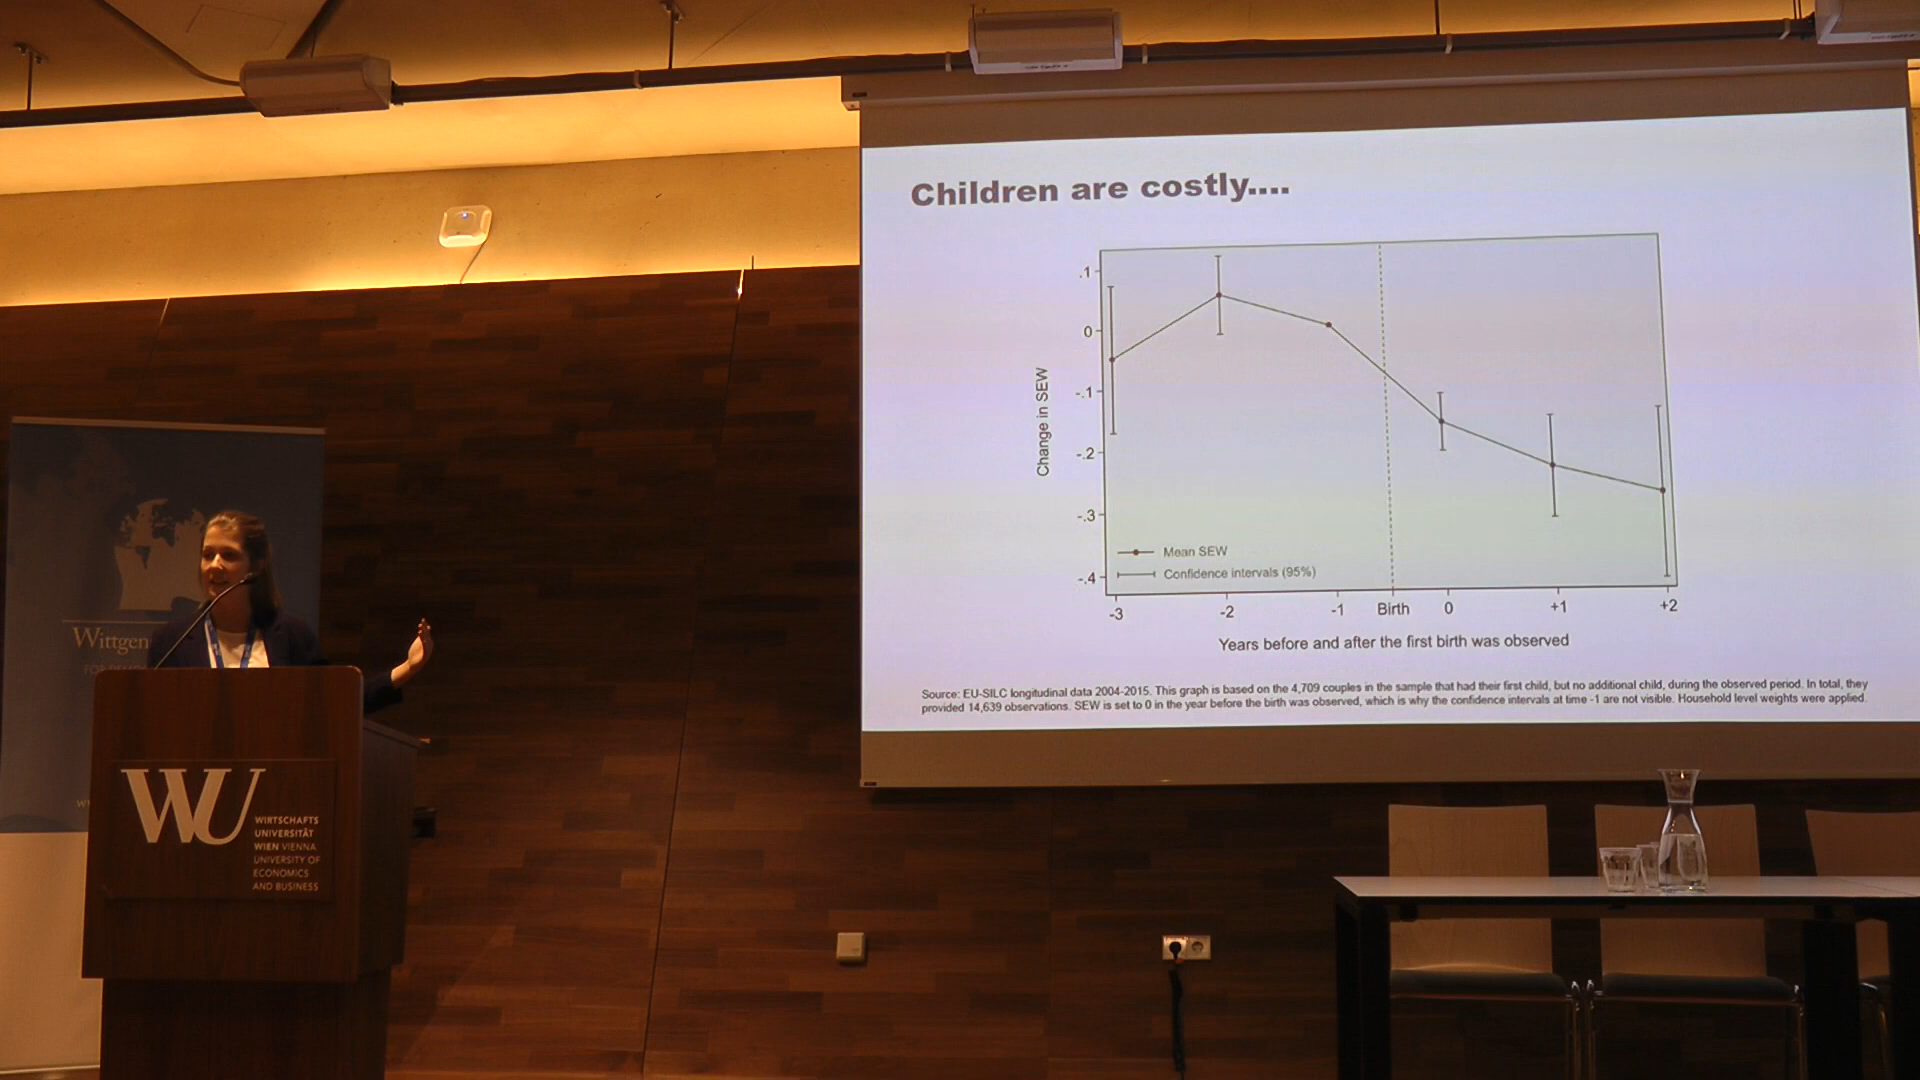 Children are costly....
.1
0
-.1
-.2
-.3
-.4
Change in SEW
Mean SEW
Confidence intervals (95%)
-3
-2
-1
Birth
0
+1
+2
Years before and after the first birth was observed
Source: EU-SILC longitudinal data 2004-2015. This graph is based on the 4,709 couples in the sample that had their first child, but no additional child, during the observed period. In total, they
provided 14,639 observations. SEW is set to 0 in the year before the birth was observed, which is why the confidence intervals at time -1 are not visible. Household level weights were applied.
Wittgen
WU
WIRTSCHAFTS
UNIVERSITÄT
WIEN VIENNA
UNIVERSITY OF
ECONOMICS
AND BUSINESS